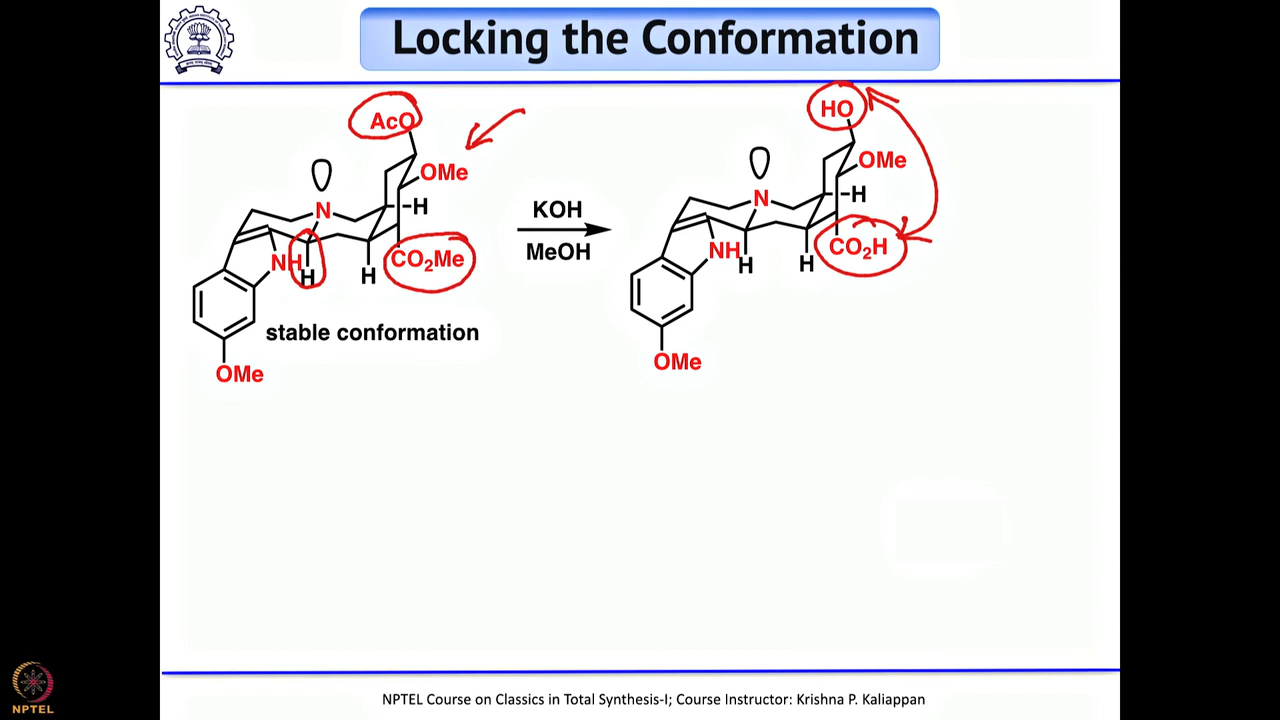 Locking the Conformation
AcO
OMe
N
H
NH
H
H
CO₂Me
stable conformation
OMe
KOH
MeOH
HO
OMe
N
H
NH
H
H
CO₂H
OMe
NPTEL
NPTEL Course on Classics in Total Synthesis-I; Course Instructor: Krishna P. Kaliappan